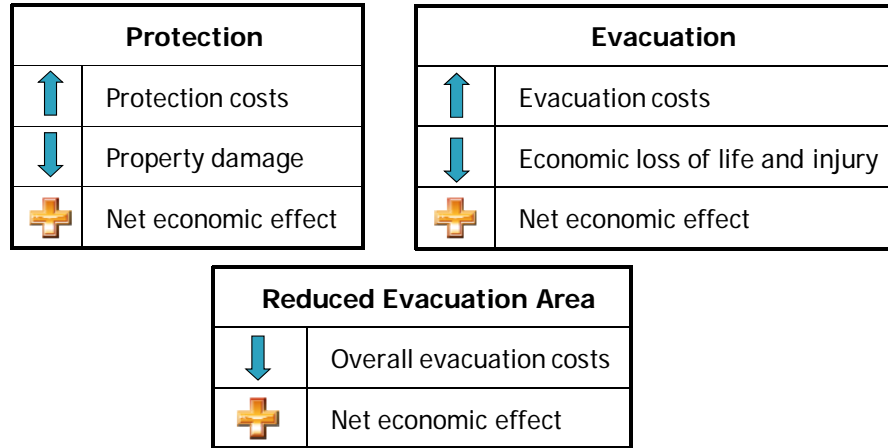 Protection
Protection costs
Property damage
Net economic effect
Evacuation
Evacuation costs
Economic loss of life and injury
Net economic effect
Reduced Evacuation Area
Overall evacuation costs
Net economic effect